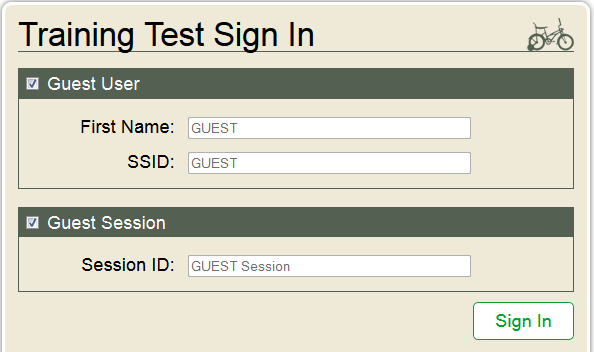 Training Test Sign In
Guest User
First Name: GUEST
SSID: GUEST
Guest Session
Session ID: GUEST Session
Sign In